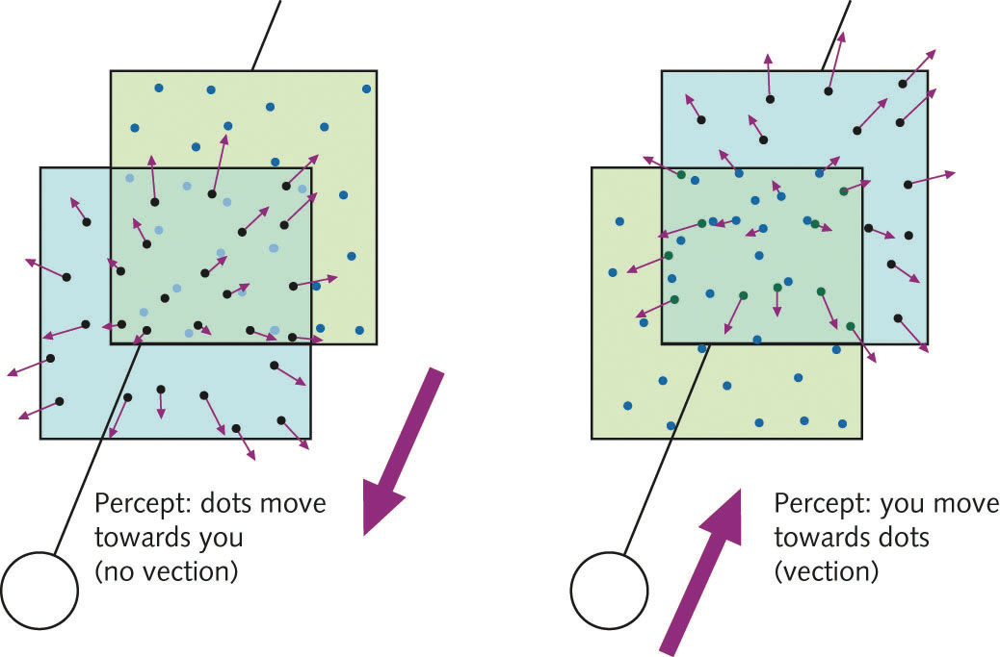 Percept: dots move
towards you
(no vection)
Percept: you move
towards dots
(vection)